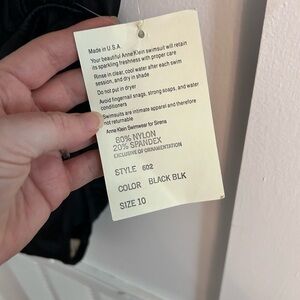 Made in U.S.A.
Your beautiful Anne Klein swimsuit will retain
its sparkling freshness with proper care
Rinse in clear, cool water after each swim
session, and dry in shade
Do not put in dryer
Avoid fingernail snags, strong soaps, and water
conditioners
Swimsuits are intimate apparel and therefore
not returnable
Anne Klein Swimwear for Sirena
80% NYLON
20% SPANDEX
EXCLUSIVE OF ORNAMENTATION
STYLE 602
COLOR BLACK BLK
SIZE 10